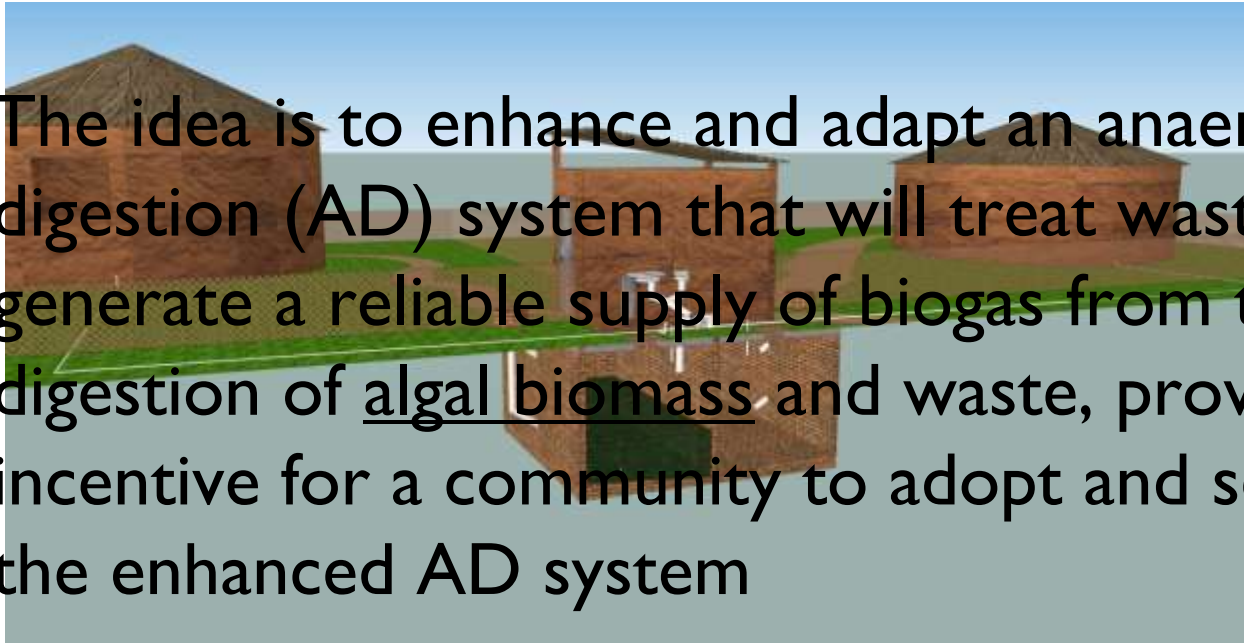 The idea is to enhance and adapt an
digestion (AD) system that will treat
generate a reliable supply of biogas from
digestion of algal biomass and waste,
incentive for a community to adopt and
the enhanced AD system